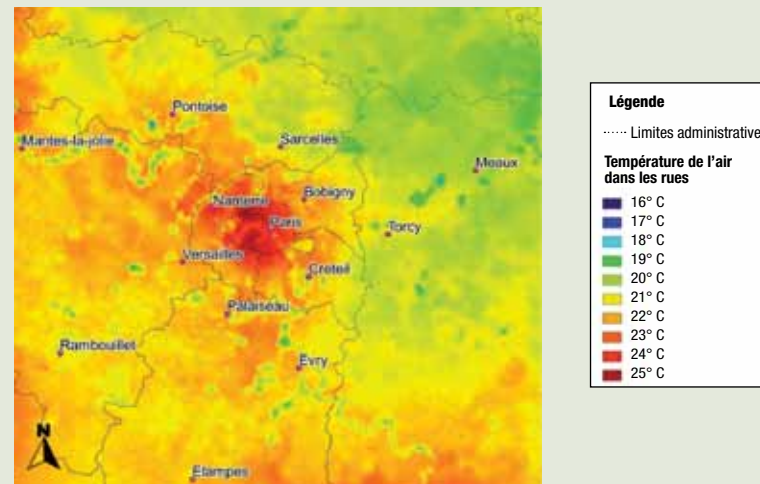 Pontoise
Mantes-la-jolie
Sarcelles
Meaux
Nanterre
Bobigny
Paris
Torcy
Versailles
Creteil
Palaiseau
Rambouillet
Evry
N
Etampes
Légende
Limites administrative
Température de l'air
dans les rues
16° C
17° C
18° C
19° C
20° C
21° C
22° C
23° C
24° C
25° C